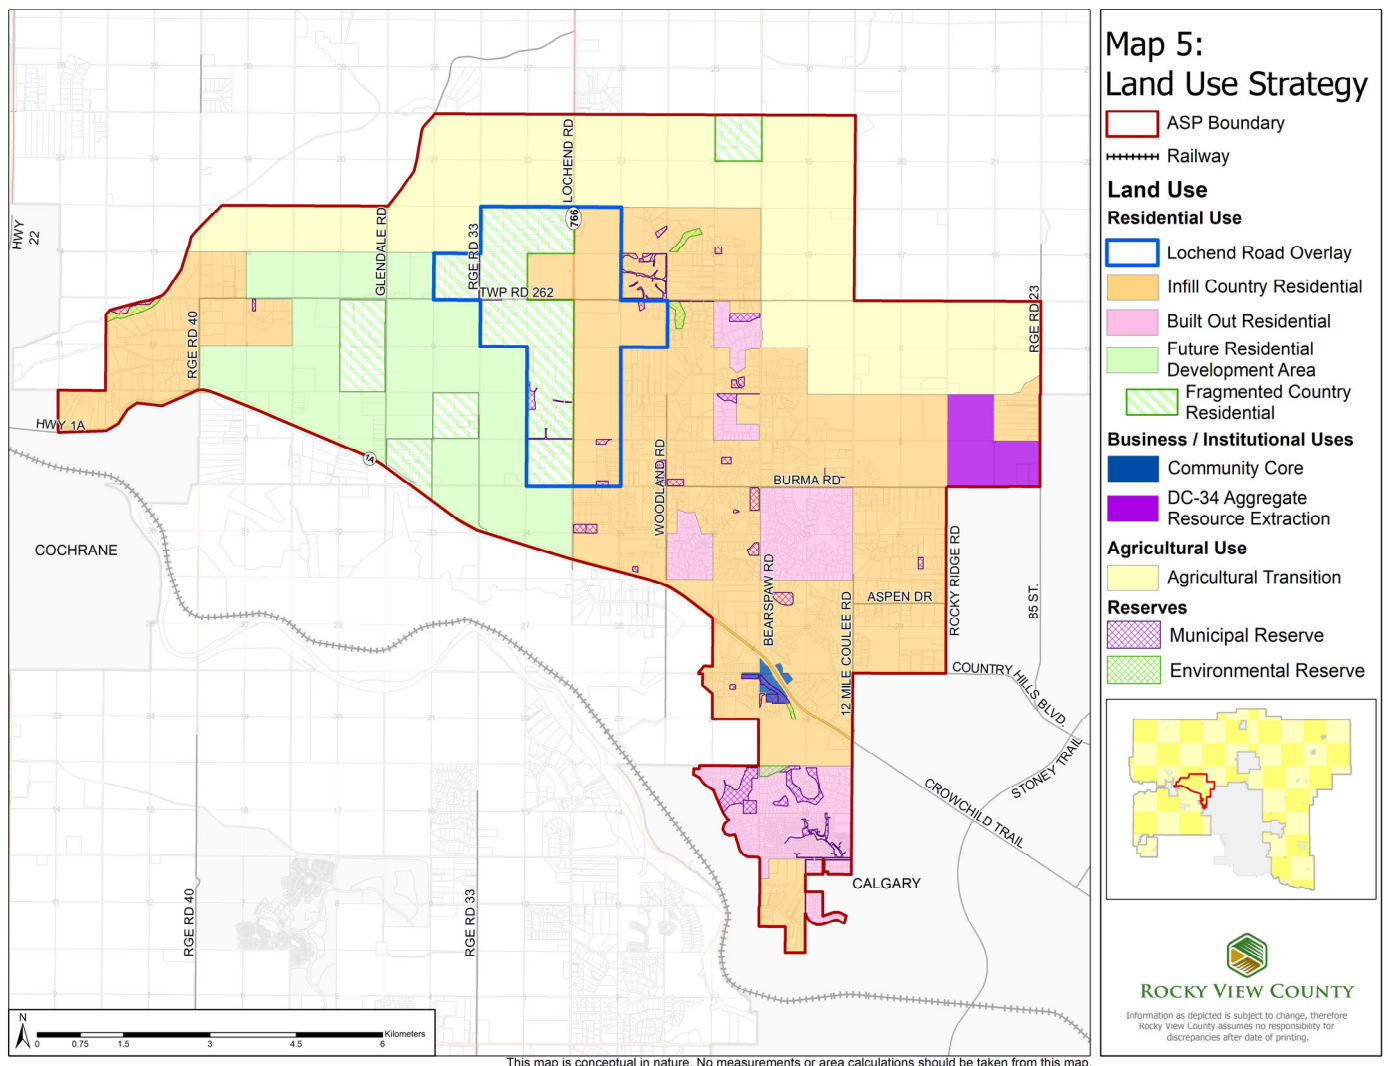 Map 5:
Land Use Strategy
ASP Boundary
Railway
Land Use
Residential Use
Lochend Road Overlay
Infill Country Residential
Built Out Residential
Future Residential
Development Area
Fragmented Country
Residential
Business / Institutional Uses
Community Core
DC-34 Aggregate
Resource Extraction
Agricultural Use
Agricultural Transition
Reserves
Municipal Reserve
Environmental Reserve
ROCKY VIEW COUNTY
Information as depicted is subject to change, therefore
Rocky View County assumes no responsibility for
discrepancies after date of printing.
LOCHEND RD
766
HWY
22
GLENDALE RD
RGE RD 33
TWP RD 262
RGE RD 23
RGE RD 40
HWY 1A
1A
WOODLAND RD
BURMA RD
COCHRANE
BEARSPAW RD
ASPEN DR
ROCKY RIDGE RD
85 ST.
12 MILE COULEE RD
COUNTRY HILLS BLVD.
STONEY TRAIL
CROWCHILD TRAIL
CALGARY
RGE RD 40
RGE RD 33
N
0 0.75 1.5 3 4.5 6
Kilometers
This map is conceptual in nature. No measurements or area calculations should be taken from this map.